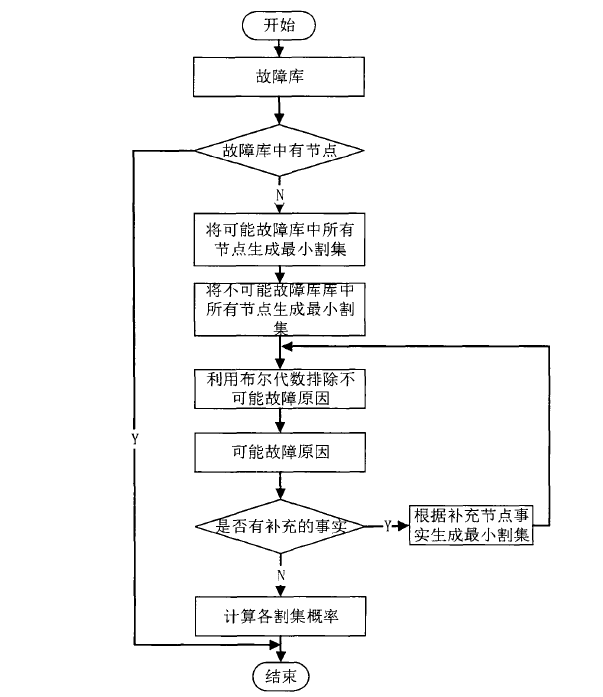 开始
故障库
故障库中有节点
N
将可能故障库中所有
节点生成最小割集
将不可能故障库库中
所有节点生成最小割
集
利用布尔代数排除不
可能故障原因
Y
可能故障原因
是否有补充的事实
Y
根据补充节点事
实生成最小割集
N
计算各割集概率
结束